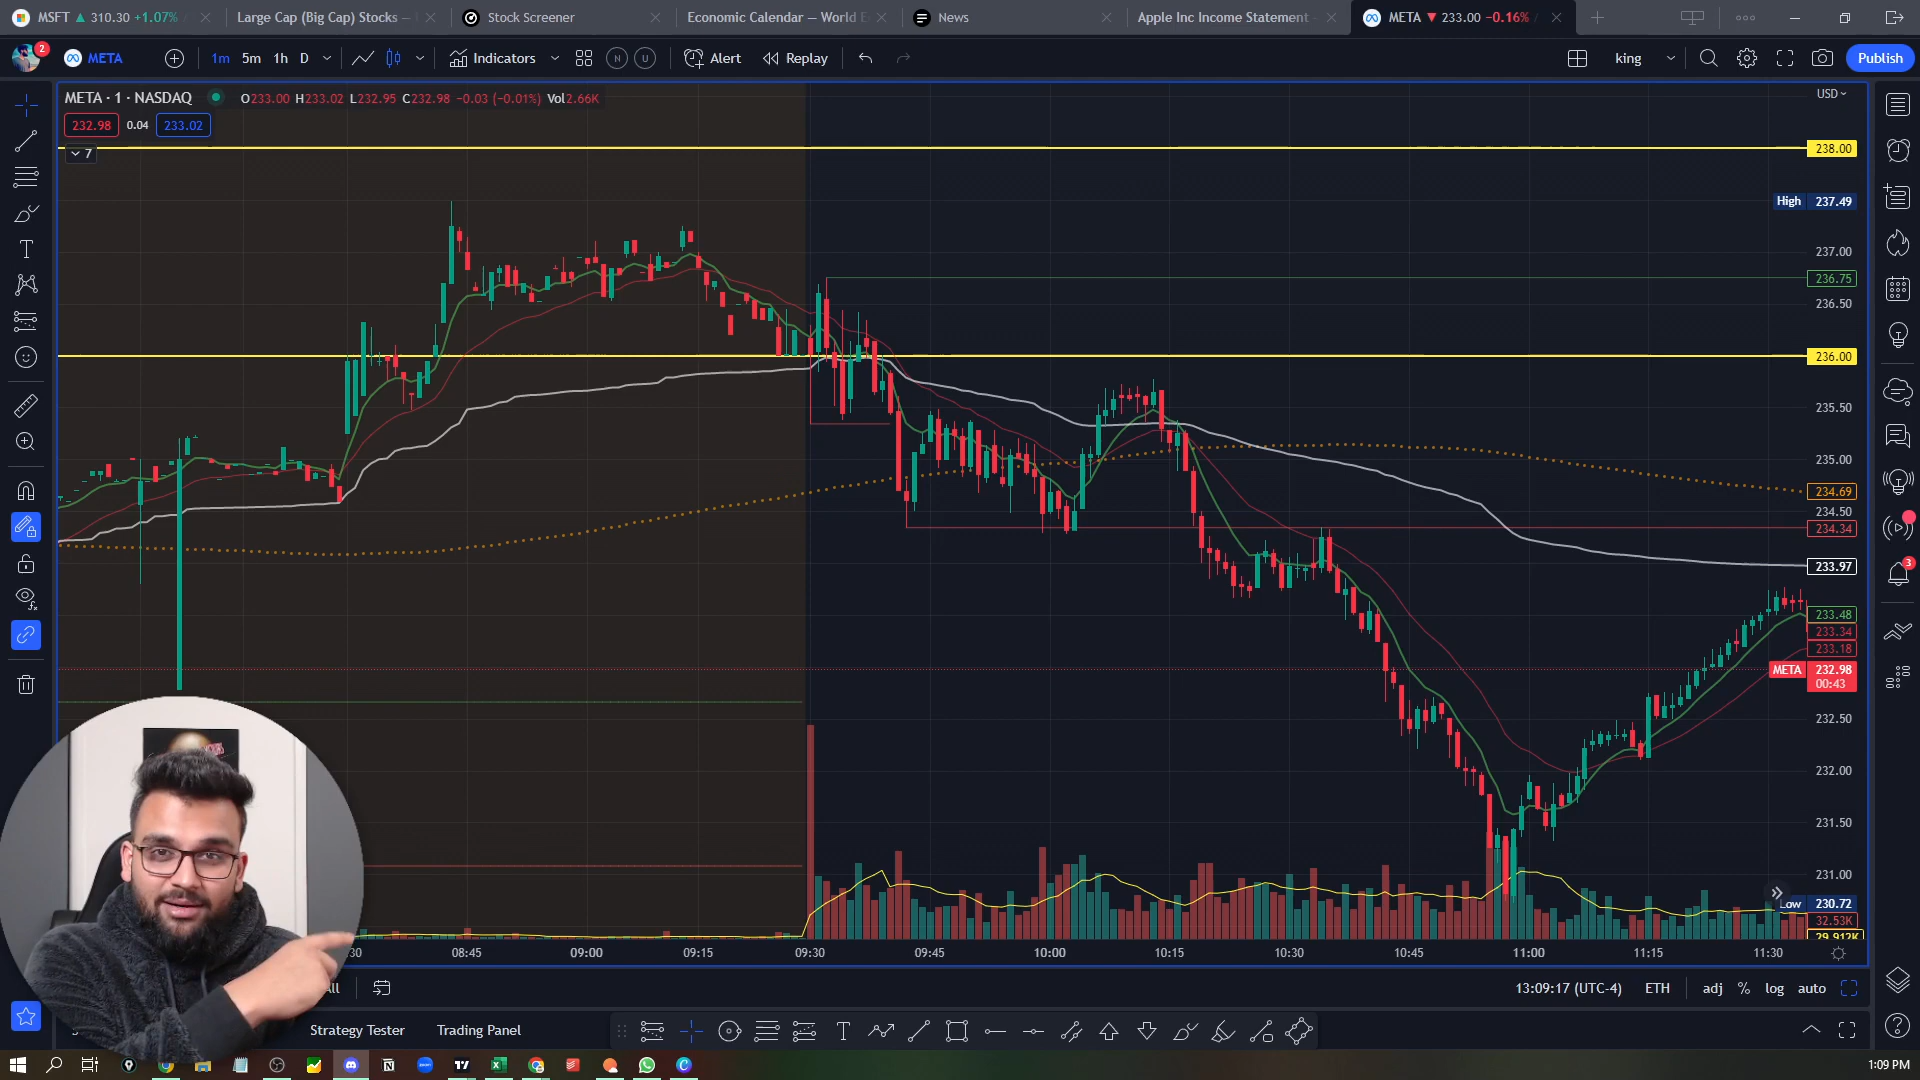 MSFT ▲ 310.30 +1.07%
Large Cap (Big Cap) Stocks —
Stock Screener
Economic Calendar — World E
News
Apple Inc Income Statement
META ▼ 233.00 −0.16%
2
META
1m 5m 1h D
Indicators
N U
Alert
Replay
king
Publish
META · 1 · NASDAQ
O233.00 H233.02 L232.95 C232.98 −0.03 (−0.01%) Vol2.66K
232.98 0.04 233.02
7
USD
238.00
High 237.49
237.00
236.75
236.50
236.00
235.50
235.00
234.69
234.50
234.34
233.97
233.48
233.34
233.18
META 232.98
00:43
232.50
232.00
231.50
231.00
Low 230.72
32.53K
29.912K
3
30 08:45 09:00 09:15 09:30 09:45 10:00 10:15 10:30 10:45 11:00 11:15 11:30
All
13:09:17 (UTC-4) ETH adj % log auto
Strategy Tester
Trading Panel
1:09 PM